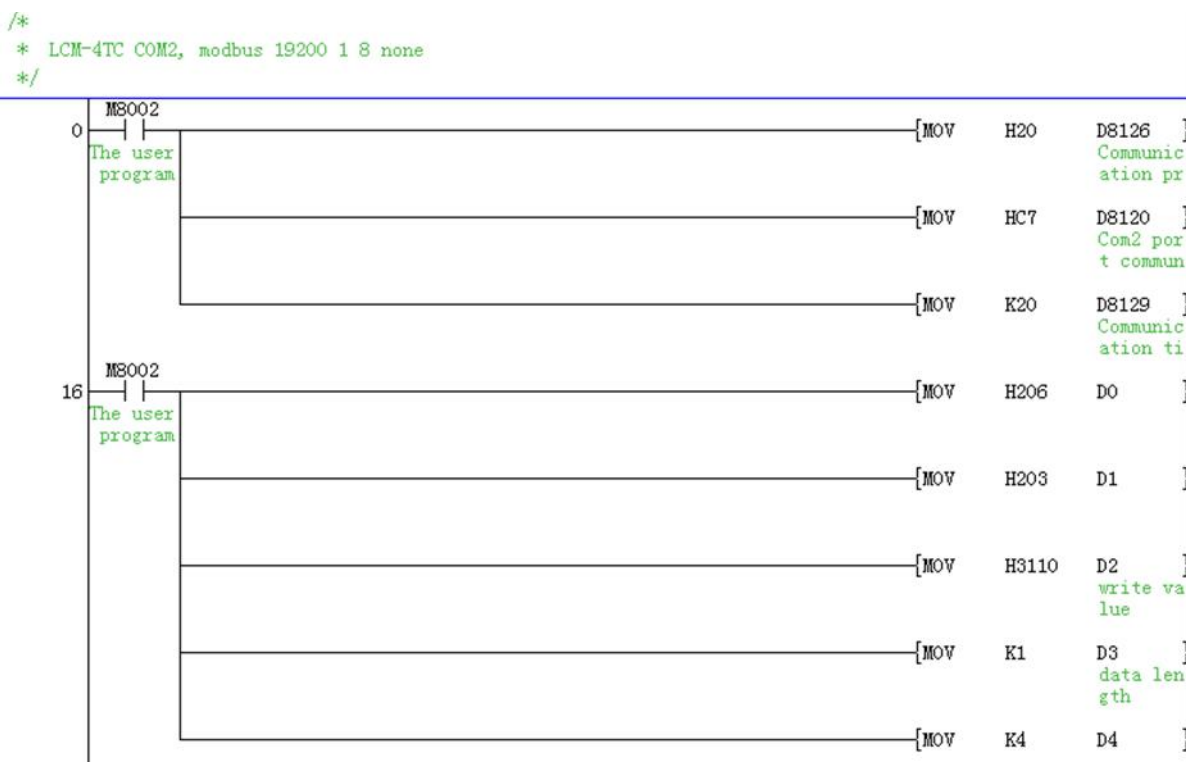 /*
* LCM-4TC COM2, modbus 19200 1 8 none
*/
M8002
0 [MOV H20 D8126 ]
The user program
Communic
ation pr
[MOV HC7 D8120 ]
Com2 por
t commun
[MOV K20 D8129 ]
Communic
ation ti
M8002
16 [MOV H206 D0 ]
The user program
[MOV H203 D1 ]
[MOV H3110 D2 ]
write va
lue
[MOV K1 D3 ]
data len
gth
[MOV K4 D4 ]